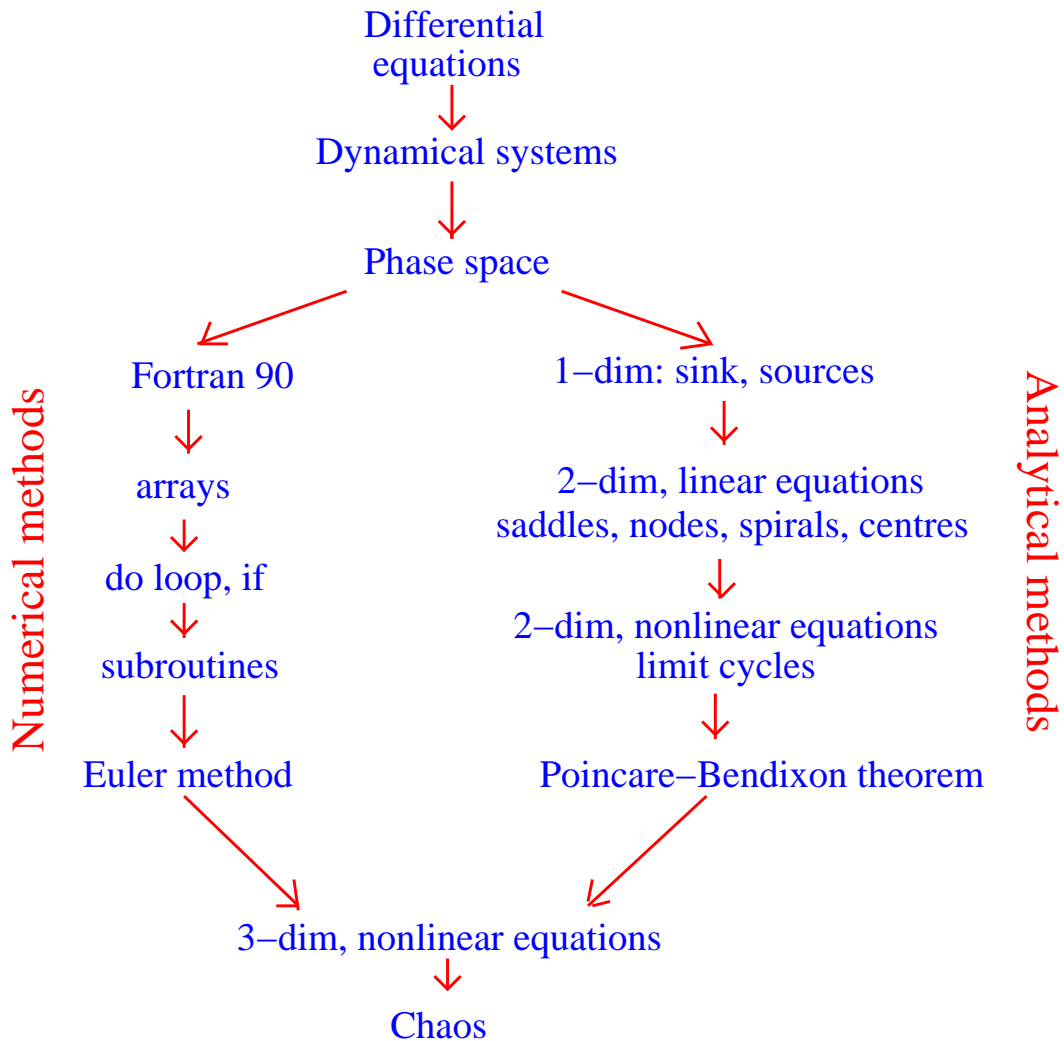 Differential
equations
Dynamical systems
Phase space
Numerical methods
Fortran 90
arrays
do loop, if
subroutines
Euler method
1−dim: sink, sources
2−dim, linear equations
saddles, nodes, spirals, centres
2−dim, nonlinear equations
limit cycles
Poincare−Bendixon theorem
Analytical methods
3−dim, nonlinear equations
Chaos